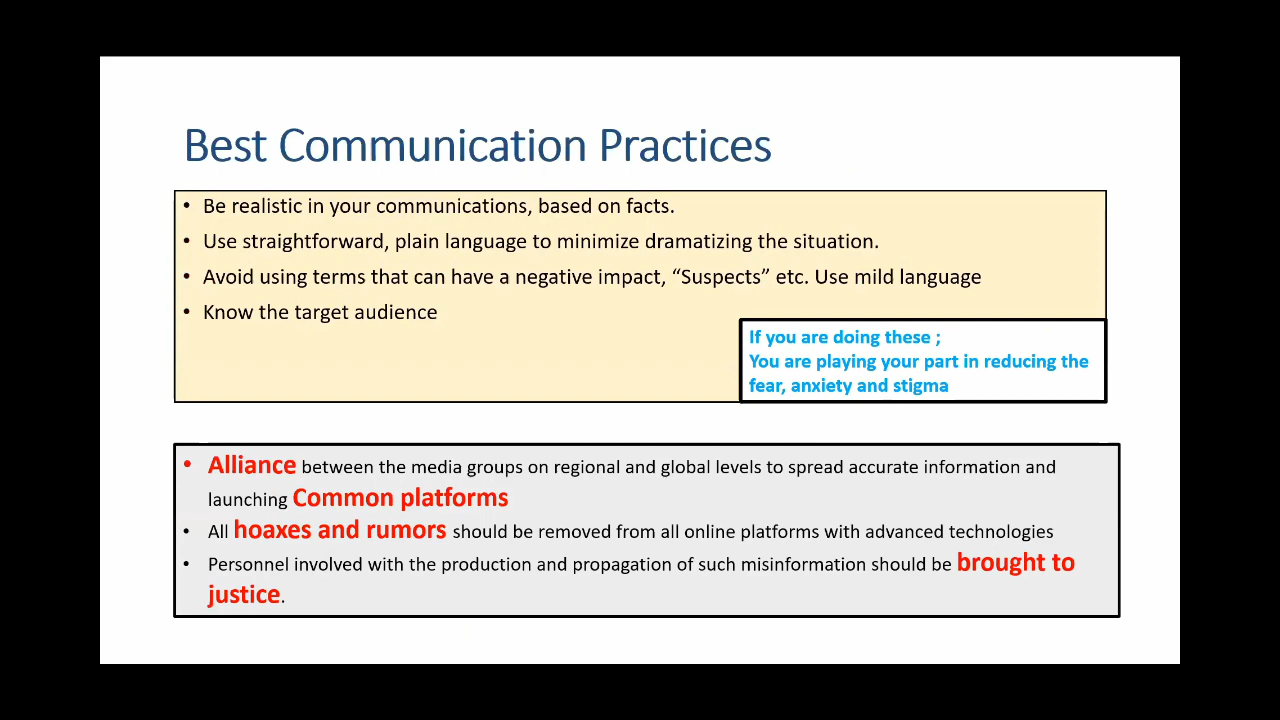 Best Communication Practices
• Be realistic in your communications, based on facts.
• Use straightforward, plain language to minimize dramatizing the situation.
• Avoid using terms that can have a negative impact, “Suspects” etc. Use mild language
• Know the target audience
If you are doing these ;
You are playing your part in reducing the
fear, anxiety and stigma
• Alliance between the media groups on regional and global levels to spread accurate information and
launching Common platforms
• All hoaxes and rumors should be removed from all online platforms with advanced technologies
• Personnel involved with the production and propagation of such misinformation should be brought to
justice.